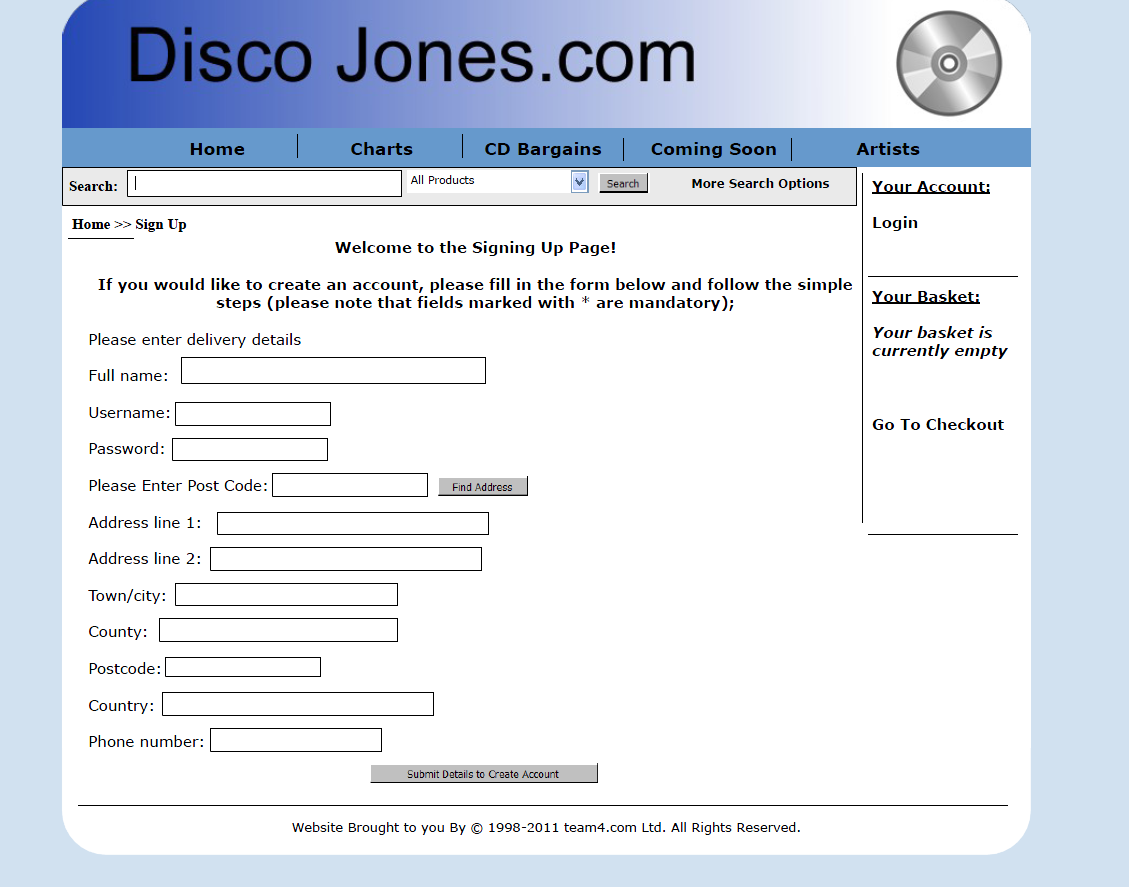 Disco Jones.com
Home Charts CD Bargains Coming Soon Artists
Search: All Products Search More Search Options
Home >> Sign Up
Welcome to the Signing Up Page!
If you would like to create an account, please fill in the form below and follow the simple
steps (please note that fields marked with * are mandatory);
Please enter delivery details
Full name:
Username:
Password:
Please Enter Post Code: Find Address
Address line 1:
Address line 2:
Town/city:
County:
Postcode:
Country:
Phone number:
Submit Details to Create Account
Your Account:
Login
Your Basket:
Your basket is
currently empty
Go To Checkout
Website Brought to you By © 1998-2011 team4.com Ltd. All Rights Reserved.